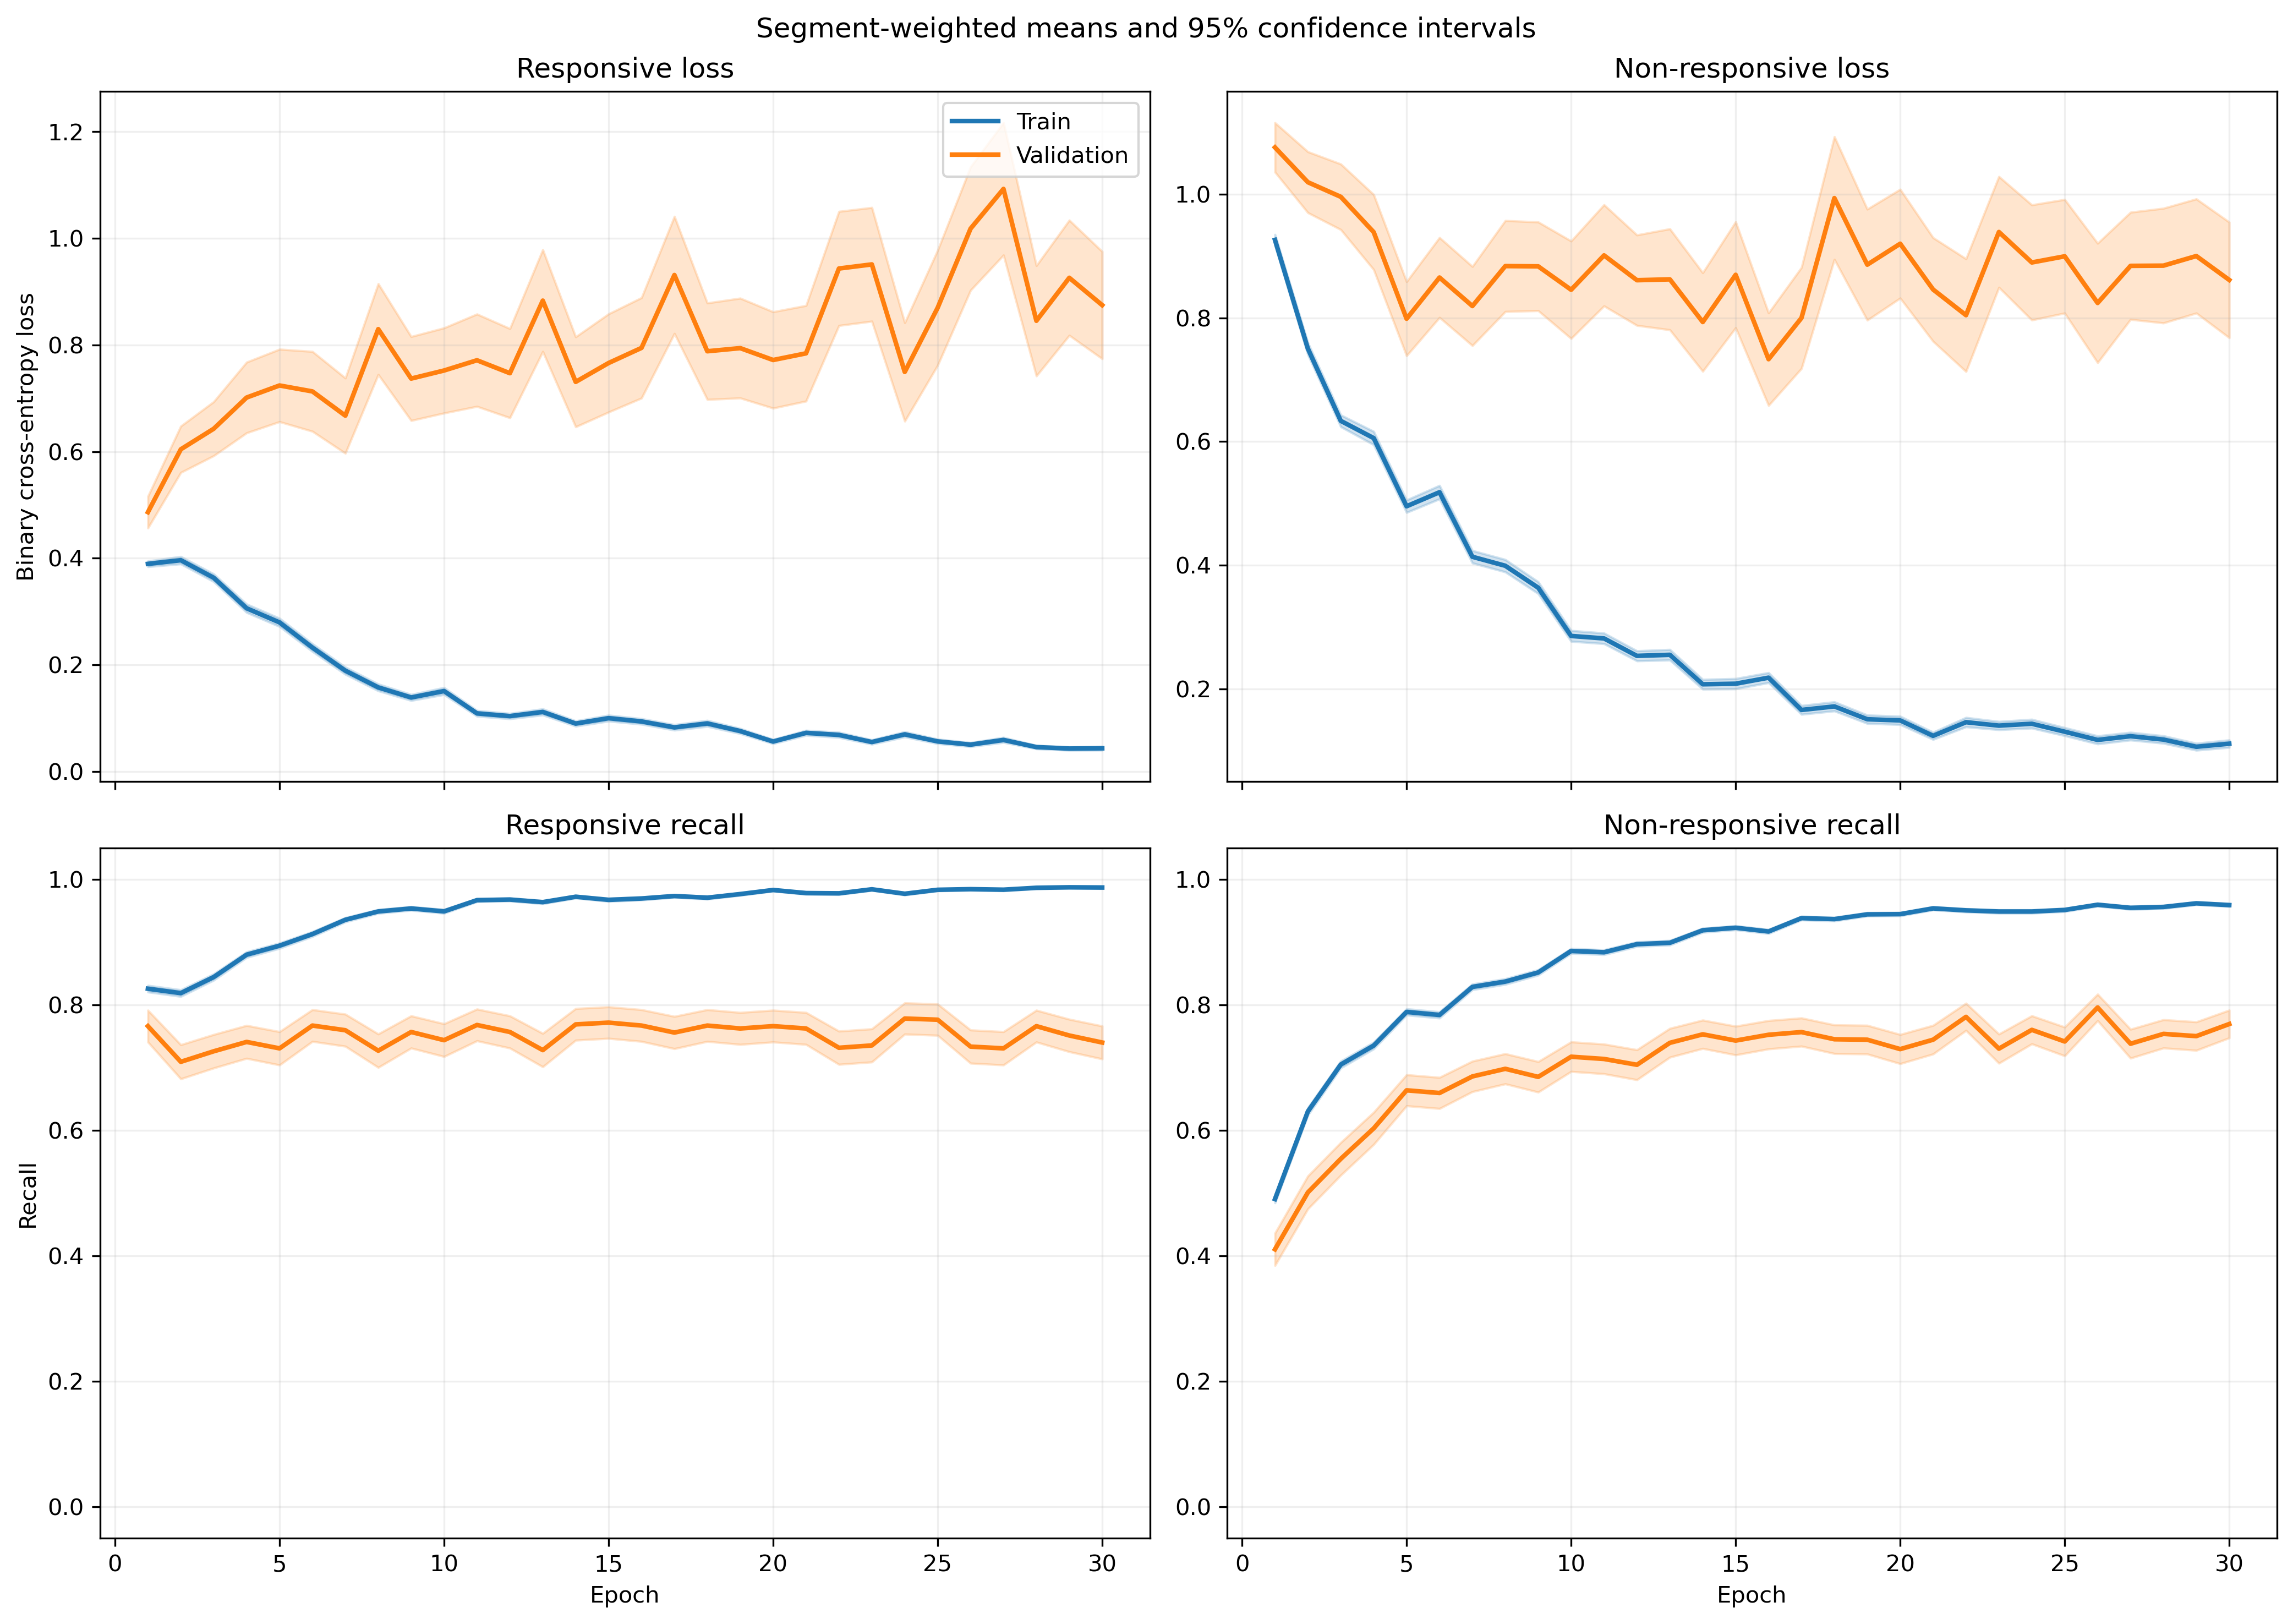 Segment-weighted means and 95% confidence intervals
Responsive loss
Non-responsive loss
Train
Validation
Binary cross-entropy loss
1.2
1.0
0.8
0.6
0.4
0.2
0.0
1.0
0.8
0.6
0.4
0.2
Responsive recall
Non-responsive recall
Recall
1.0
0.8
0.6
0.4
0.2
0.0
0 5 10 15 20 25 30
Epoch
1.0
0.8
0.6
0.4
0.2
0.0
0 5 10 15 20 25 30
Epoch